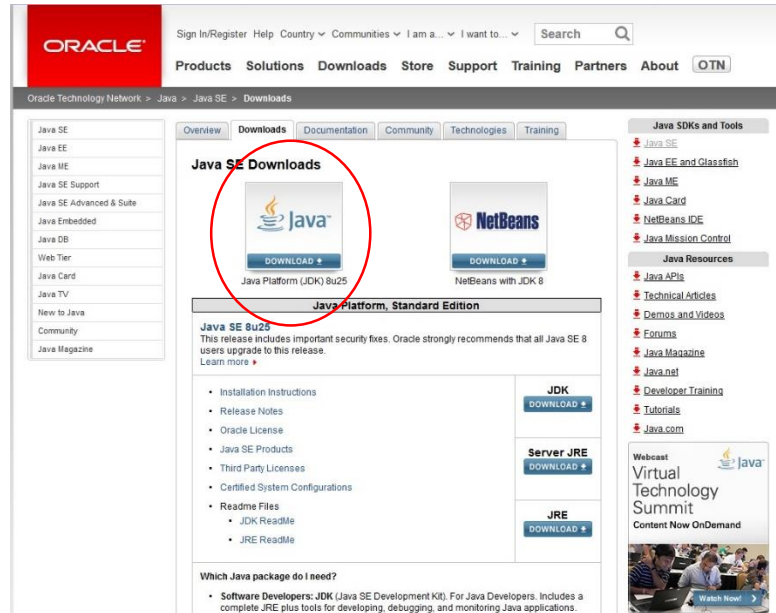 ORACLE
Sign In/Register Help Country Communities I am a... I want to... Search
Products Solutions Downloads Store Support Training Partners About OTN
Oracle Technology Network > Java > Java SE > Downloads
Java SE
Java EE
Java ME
Java SE Support
Java SE Advanced & Suite
Java Embedded
Java DB
Web Tier
Java Card
Java TV
New to Java
Community
Java Magazine
Overview Downloads Documentation Community Technologies Training
Java SE Downloads
Java
DOWNLOAD
Java Platform (JDK) 8u25
NetBeans
DOWNLOAD
NetBeans with JDK 8
Java Platform, Standard Edition
Java SE 8u25
This release includes important security fixes. Oracle strongly recommends that all Java SE 8
users upgrade to this release.
Learn more
• Installation Instructions
• Release Notes
• Oracle License
• Java SE Products
• Third Party Licenses
• Certified System Configurations
• Readme Files
• JDK ReadMe
• JRE ReadMe
JDK
DOWNLOAD
Server JRE
DOWNLOAD
JRE
DOWNLOAD
Which Java package do I need?
• Software Developers: JDK (Java SE Development Kit). For Java Developers. Includes a
complete JRE plus tools for developing, debugging, and monitoring Java applications.
Java SDKs and Tools
Java SE
Java EE and Glassfish
Java ME
Java Card
NetBeans IDE
Java Mission Control
Java Resources
Java APIs
Technical Articles
Demos and Videos
Forums
Java Magazine
Java.net
Developer Training
Tutorials
Java.com
Webcast
Java
Virtual
Technology
Summit
Content Now OnDemand
Watch Now!